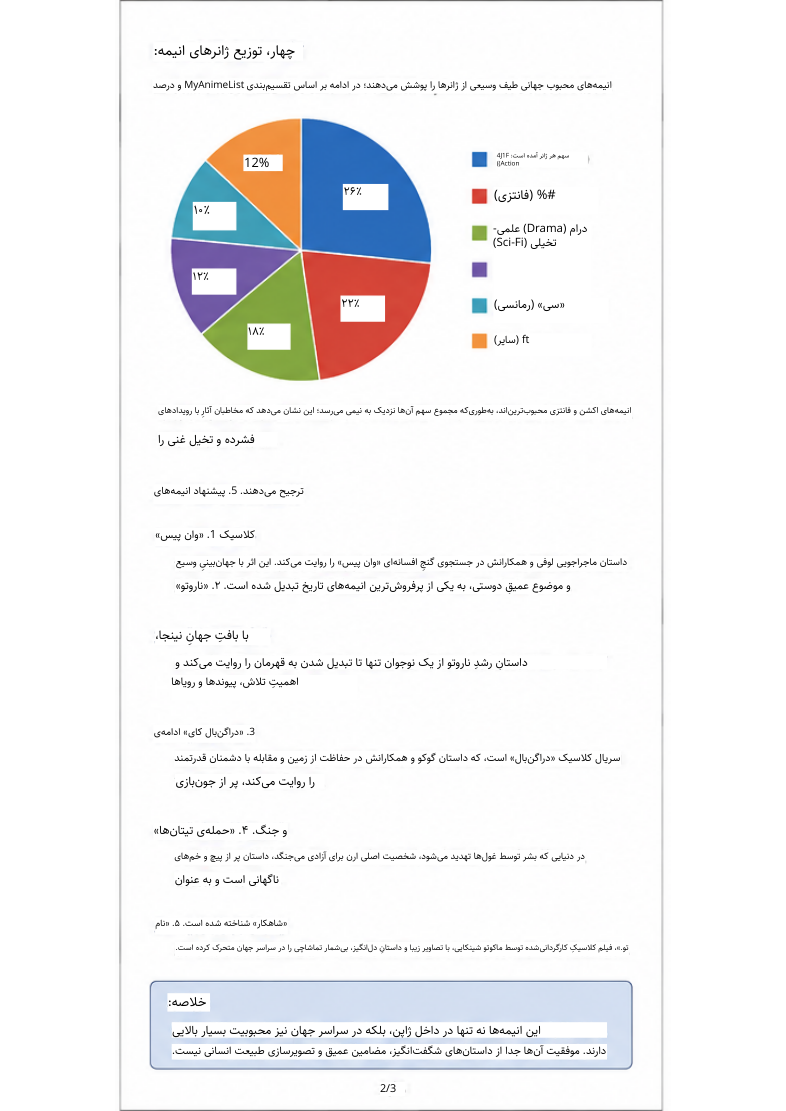 چهار، توزیع ژانرهای انیمه:
انیمه‌های محبوب جهانی طیف وسیعی از ژانرها را پوشش می‌دهند؛ در ادامه بر اساس تقسیم‌بندی MyAnimeList و درصد
۲۶٪
۲۲٪
۱۸٪
۱۲٪
۱۰٪
12%
سهم هر ژانر آمده است: 4J1F
(Action)
#% (فانتزی)
درام (Drama) علمی-
تخیلی (Sci-Fi)
«سی» (رمانسی)
ft (سایر)
انیمه‌های اکشن و فانتزی محبوب‌ترین‌اند، به‌طوری‌که مجموع سهم آن‌ها نزدیک به نیمی می‌رسد؛ این نشان می‌دهد که مخاطبان آثارِ با رویدادهای
فشرده و تخیل غنی را
ترجیح می‌دهند. 5. پیشنهاد انیمه‌های
کلاسیک 1. «وان پیس»
داستان ماجراجویی لوفی و همکارانش در جستجوی گنجِ افسانه‌ای «وان پیس» را روایت می‌کند. این اثر با جهان‌بینیِ وسیع
و موضوع عمیقِ دوستی، به یکی از پرفروش‌ترین انیمه‌های تاریخ تبدیل شده است. ۲. «ناروتو»
با بافتِ جهانِ نینجا،
داستانِ رشدِ ناروتو از یک نوجوان تنها تا تبدیل شدن به قهرمان را روایت می‌کند و
اهمیتِ تلاش، پیوندها و رویاها
3. «دراگن‌بال کای» ادامه‌ی
سریال کلاسیک «دراگن‌بال» است، که داستان گوکو و همکارانش در حفاظت از زمین و مقابله با دشمنان قدرتمند
را روایت می‌کند، پر از جون‌بازی
و جنگ. ۴. «حمله‌ی تیتان‌ها»
در دنیایی که بشر توسط غول‌ها تهدید می‌شود، شخصیت اصلی ارن برای آزادی می‌جنگد، داستان پر از پیچ و خم‌های
ناگهانی است و به عنوان
«شاهکار» شناخته شده است. ۵. «نام
تو.»، فیلم کلاسیکِ کارگردانی‌شده توسط ماکوتو شینکایی، با تصاویر زیبا و داستانِ دل‌انگیز، بی‌شمار تماشاچی را در سراسر جهان متحرک کرده است.
خلاصه:
این انیمه‌ها نه تنها در داخل ژاپن، بلکه در سراسر جهان نیز محبوبیت بسیار بالایی
دارند. موفقیت آن‌ها جدا از داستان‌های شگفت‌انگیز، مضامین عمیق و تصویرسازی طبیعت انسانی نیست.
2/3